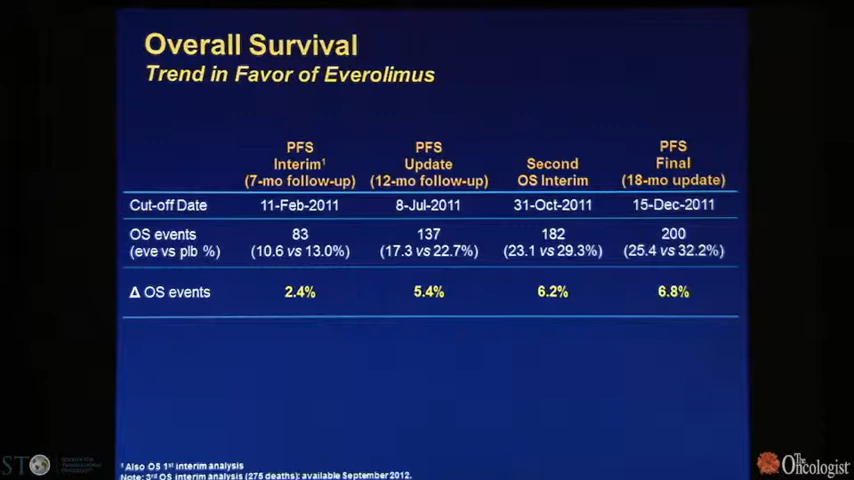 Overall Survival
Trend in Favor of Everolimus
PFS Interim¹ (7-mo follow-up)
PFS Update (12-mo follow-up)
Second OS Interim
PFS Final (18-mo update)
Cut-off Date 11-Feb-2011 8-Jul-2011 31-Oct-2011 15-Dec-2011
OS events 83 137 182 200
(eve vs plb %) (10.6 vs 13.0%) (17.3 vs 22.7%) (23.1 vs 29.3%) (25.4 vs 32.2%)
Δ OS events 2.4% 5.4% 6.2% 6.8%
¹ Also OS 1st interim analysis
Note: 3rd OS interim analysis (275 deaths): available September 2012.
The
Oncologist